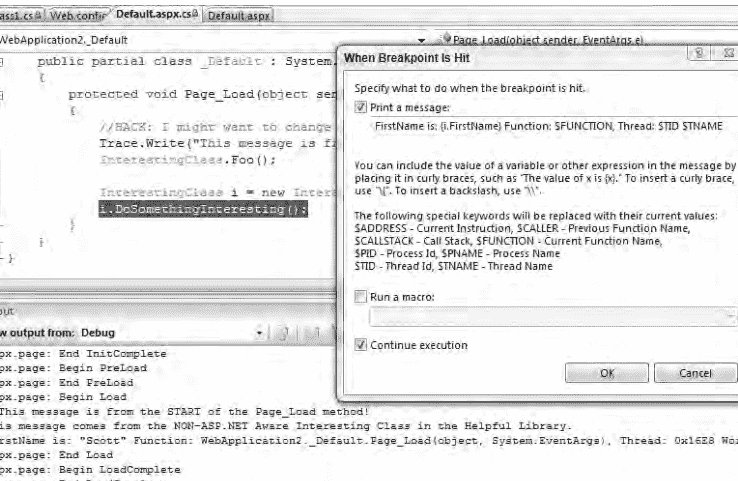 ass1.cs Web.config Default.aspx.cs Default.aspx
WebApplication2._Default
Page_Load(object sender, EventArgs e)
public partial class _Default : System.
{
protected void Page_Load(object sen
{
//HACK: I might want to change
Trace.Write("This message is f
InterestingClass.Foo();
InterestingClass i = new Intere
i.DoSomethingInteresting();
}
}
}
When Breakpoint Is Hit
Specify what to do when the breakpoint is hit.
Print a message:
FirstName is: {i.FirstName} Function: $FUNCTION, Thread: $TID $TNAME
You can include the value of a variable or other expression in the message by
placing it in curly braces, such as "The value of x is {x}." To insert a curly brace,
use "\{". To insert a backslash, use "\\".
The following special keywords will be replaced with their current values:
$ADDRESS - Current Instruction, $CALLER - Previous Function Name,
$CALLSTACK - Call Stack, $FUNCTION - Current Function Name,
$PID - Process Id, $PNAME - Process Name
$TID - Thread Id, $TNAME - Thread Name
Run a macro:
Continue execution
OK Cancel
put
w output from: Debug
px.page: End InitComplete
px.page: Begin PreLoad
px.page: End PreLoad
px.page: Begin Load
This message is from the START of the Page_Load method!
is message comes from the NON-ASP.NET Aware Interesting Class in the Helpful Library.
rstName is: "Scott" Function: WebApplication2._Default.Page_Load(object, System.EventArgs), Thread: 0x16E8 Wo
px.page: End Load
px.page: Begin LoadComplete